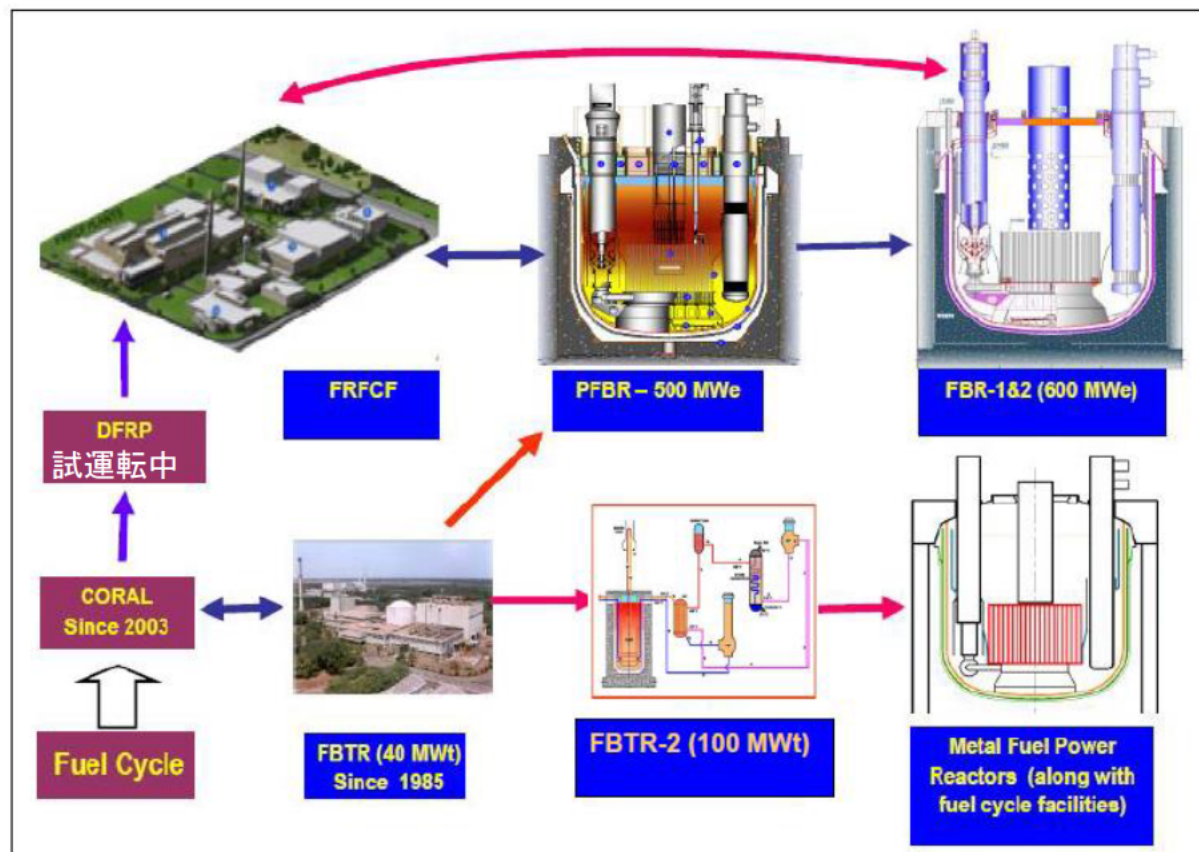 FRFCF
PFBR – 500 MWe
FBR-1&2 (600 MWe)
DFRP
試運転中
CORAL
Since 2003
Fuel Cycle
FBTR (40 MWt)
Since 1985
FBTR-2 (100 MWt)
Metal Fuel Power
Reactors (along with
fuel cycle facilities)